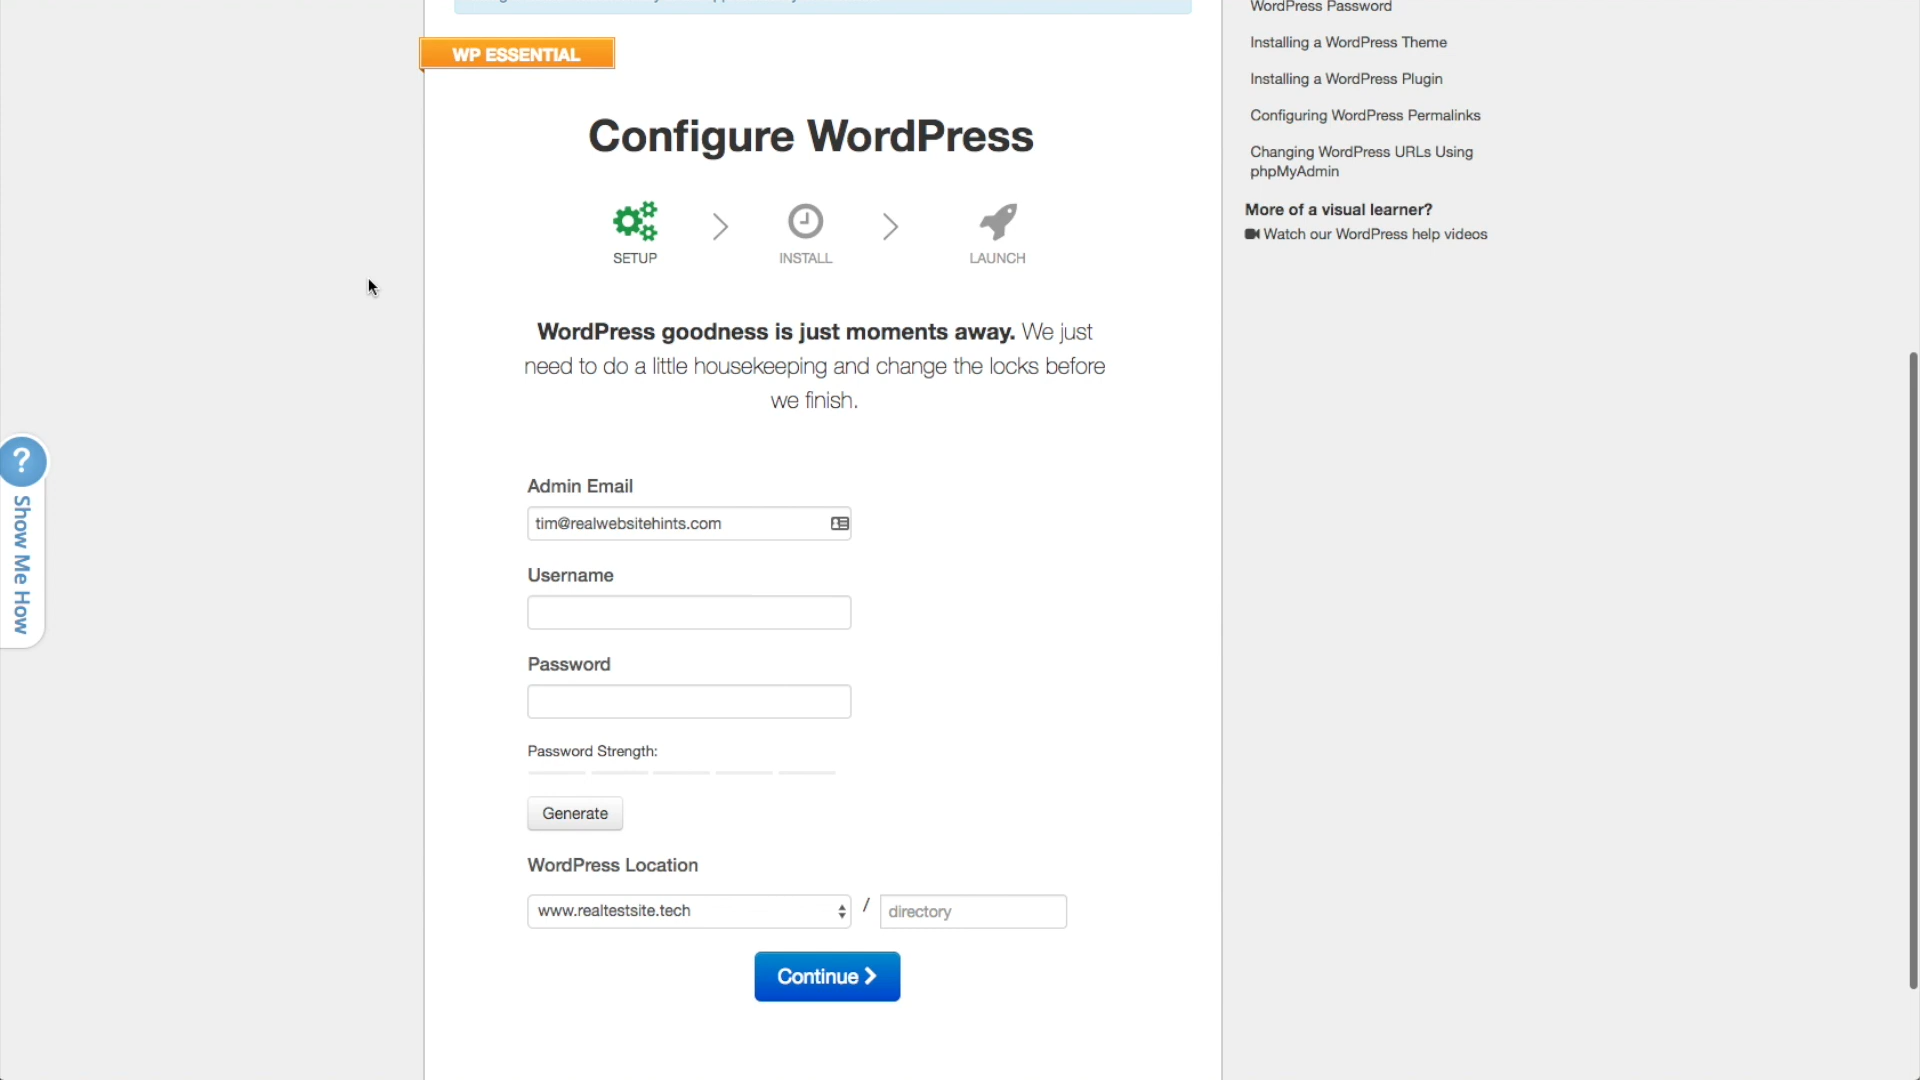 WP ESSENTIAL
Configure WordPress
SETUP
INSTALL
LAUNCH
WordPress goodness is just moments away. We just
need to do a little housekeeping and change the locks before
we finish.
Admin Email
tim@realwebsitehints.com
Username
Password
Password Strength:
Generate
WordPress Location
www.realtestsite.tech
/
directory
Continue
WordPress Password
Installing a WordPress Theme
Installing a WordPress Plugin
Configuring WordPress Permalinks
Changing WordPress URLs Using
phpMyAdmin
More of a visual learner?
Watch our WordPress help videos
?
Show Me How